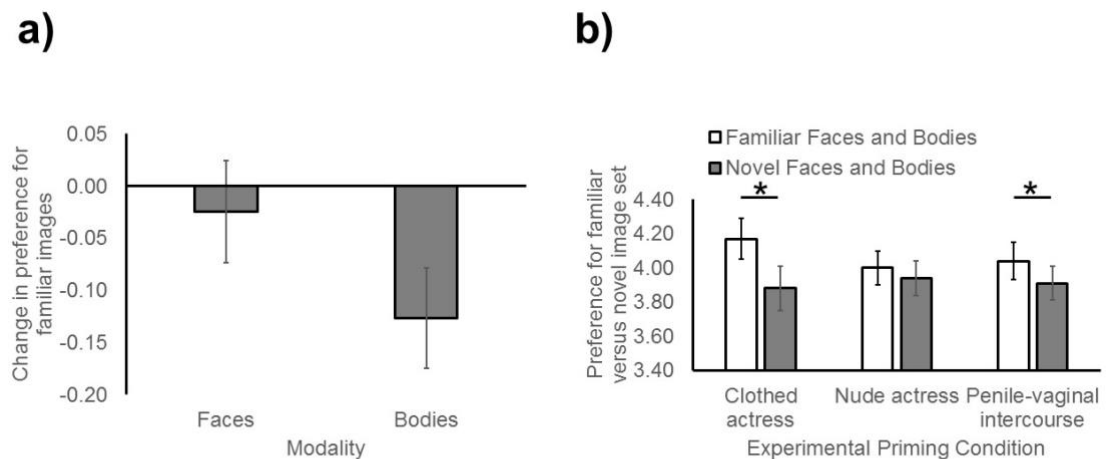 a)
Change in preference for
familiar images
0.05
0.00
-0.05
-0.10
-0.15
-0.20
Faces
Bodies
Modality
b)
Familiar Faces and Bodies
Novel Faces and Bodies
Preference for familiar
versus novel image set
4.40
4.20
4.00
3.80
3.60
3.40
*
*
Clothed
actress
Nude actress
Penile-vaginal
intercourse
Experimental Priming Condition